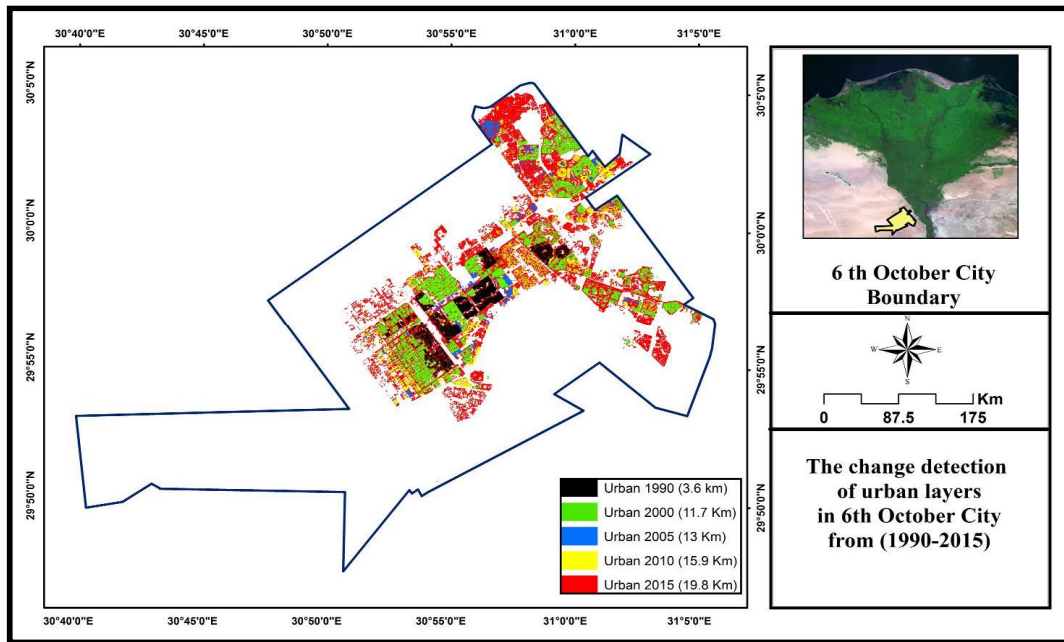 30°40'0"E 30°45'0"E 30°50'0"E 30°55'0"E 31°0'0"E 31°5'0"E
30°5'0"N
30°0'0"N
29°55'0"N
29°50'0"N
Urban 1990 (3.6 km)
Urban 2000 (11.7 Km)
Urban 2005 (13 Km)
Urban 2010 (15.9 Km)
Urban 2015 (19.8 Km)
30°5'0"N
30°0'0"N
29°55'0"N
29°50'0"N
30°40'0"E 30°45'0"E 30°50'0"E 30°55'0"E 31°0'0"E 31°5'0"E
6 th October City
Boundary
N
W E
S
Km
0 87.5 175
The change detection
of urban layers
in 6th October City
from (1990-2015)